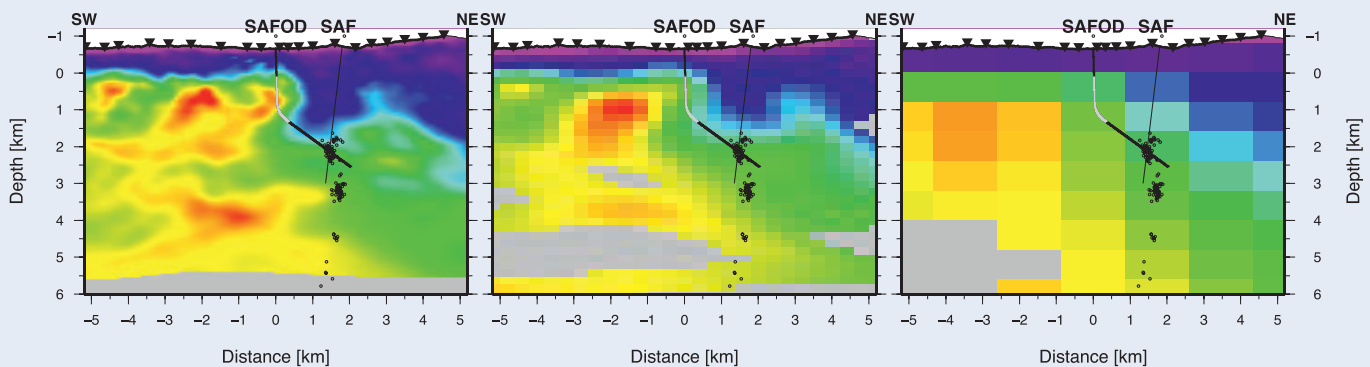 SW SAFOD SAF NE SW SAFOD SAF NE SW SAFOD SAF NE
−1 −1
0 0
1 1
2 2
3 3
4 4
5 5
6 6
Depth [km] Depth [km]
−5 −4 −3 −2 −1 0 1 2 3 4 5 −5 −4 −3 −2 −1 0 1 2 3 4 5 −5 −4 −3 −2 −1 0 1 2 3 4 5
Distance [km] Distance [km] Distance [km]